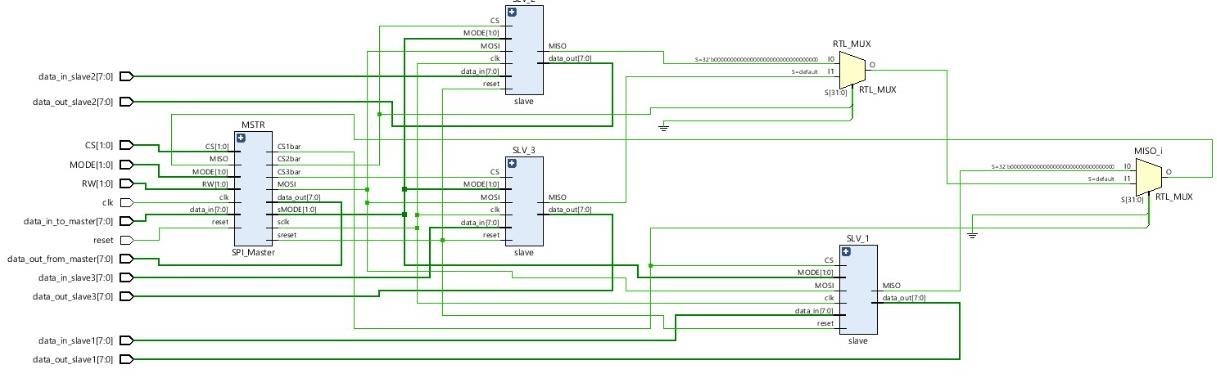 SLV_2
CS
MODE[1:0]
MOSI
clk
data_in[7:0]
reset
MISO
data_out[7:0]
slave
RTL_MUX
I0
S=default
I1
S[31:0]
O
RTL_MUX
data_in_slave2[7:0]
data_out_slave2[7:0]
CS[1:0]
MODE[1:0]
RW[1:0]
clk
data_in_to_master[7:0]
reset
data_out_from_master[7:0]
data_in_slave3[7:0]
data_out_slave3[7:0]
data_in_slave1[7:0]
data_out_slave1[7:0]
MSTR
CS[1:0]
MISO
MODE[1:0]
RW[1:0]
clk
data_in[7:0]
reset
CS1bar
CS2bar
CS3bar
MOSI
data_out[7:0]
sMODE[1:0]
sclk
sreset
SPI_Master
SLV_3
CS
MODE[1:0]
MOSI
clk
data_in[7:0]
reset
MISO
data_out[7:0]
slave
MISO_i
I0
S=default
I1
S[31:0]
O
RTL_MUX
SLV_1
CS
MODE[1:0]
MOSI
clk
data_in[7:0]
reset
MISO
data_out[7:0]
slave